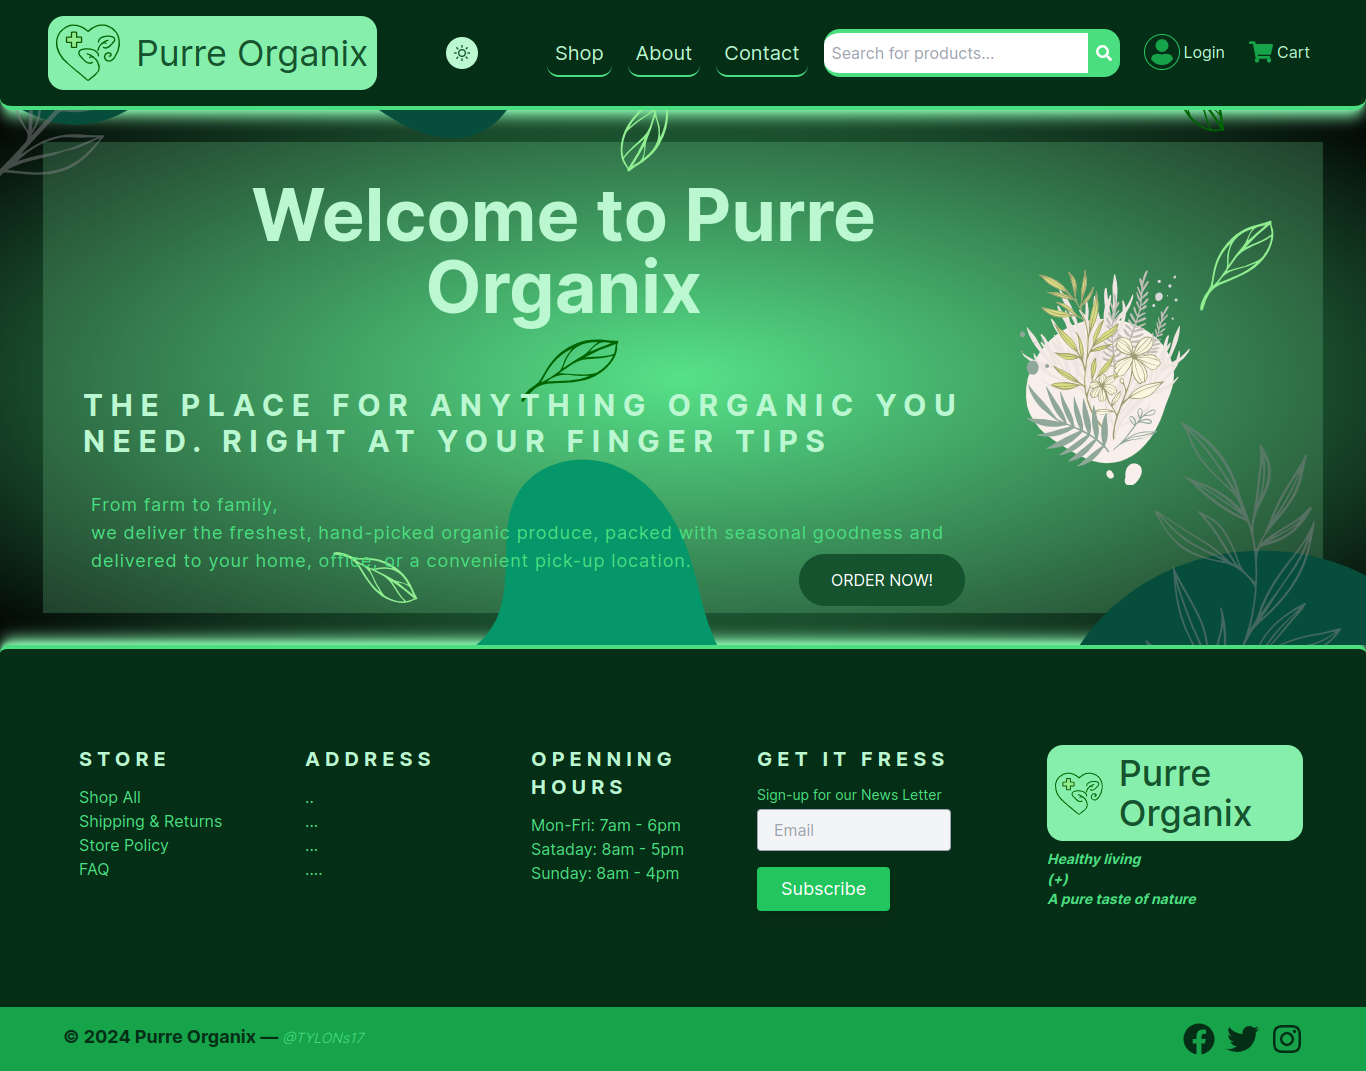 Purre Organix
Shop
About
Contact
Search for products...
Login
Cart
Welcome to Purre
Organix
THE PLACE FOR ANYTHING ORGANIC YOU
NEED. RIGHT AT YOUR FINGER TIPS
From farm to family,
we deliver the freshest, hand-picked organic produce, packed with seasonal goodness and
delivered to your home, office, or a convenient pick-up location.
ORDER NOW!
STORE
Shop All
Shipping & Returns
Store Policy
FAQ
ADDRESS
..
...
...
....
OPENNING
HOURS
Mon-Fri: 7am - 6pm
Sataday: 8am - 5pm
Sunday: 8am - 4pm
GET IT FRESS
Sign-up for our News Letter
Email
Subscribe
Purre
Organix
Healthy living
(+)
A pure taste of nature
© 2024 Purre Organix — @TYLONs17